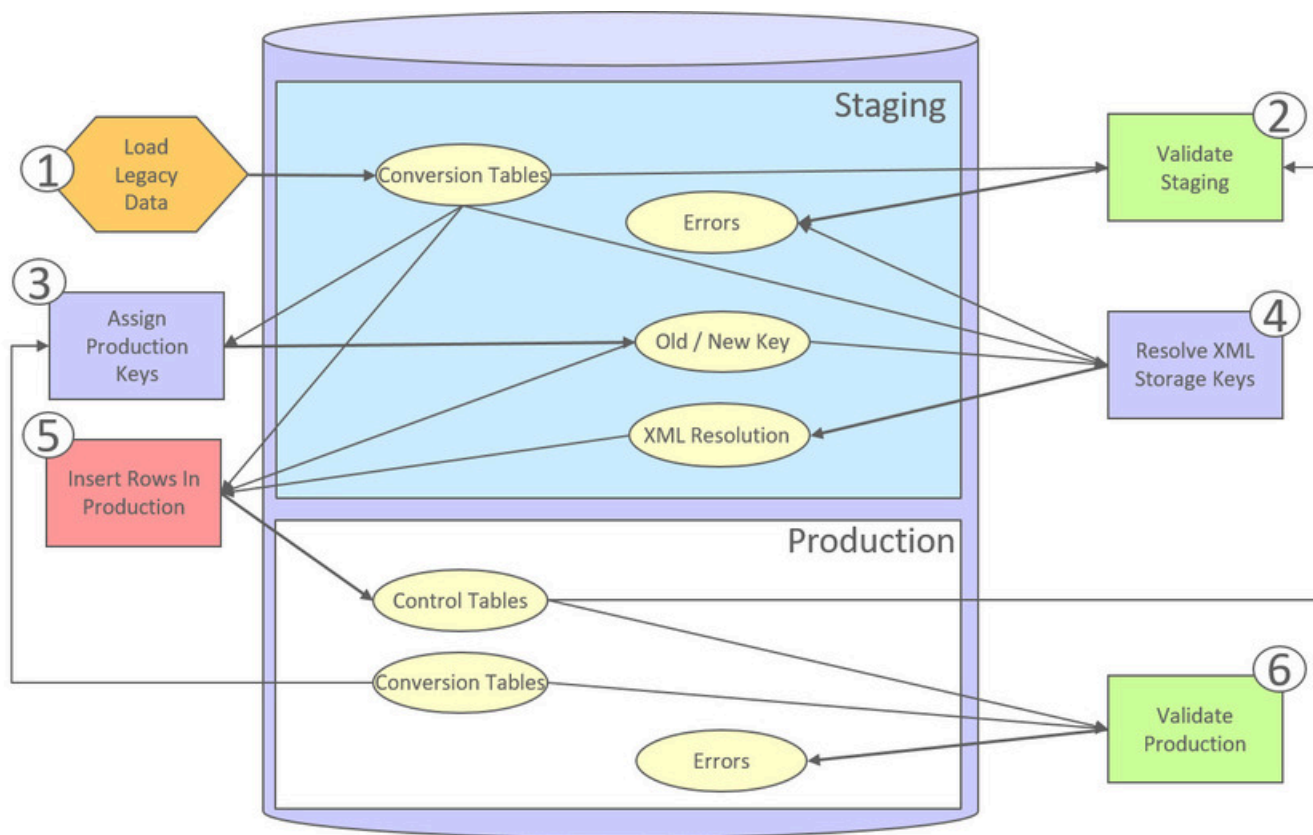 Staging
1
Load
Legacy
Data
Conversion Tables
2
Validate
Staging
Errors
3
Assign
Production
Keys
Old / New Key
4
Resolve XML
Storage Keys
XML Resolution
5
Insert Rows In
Production
Production
Control Tables
Conversion Tables
6
Validate
Production
Errors